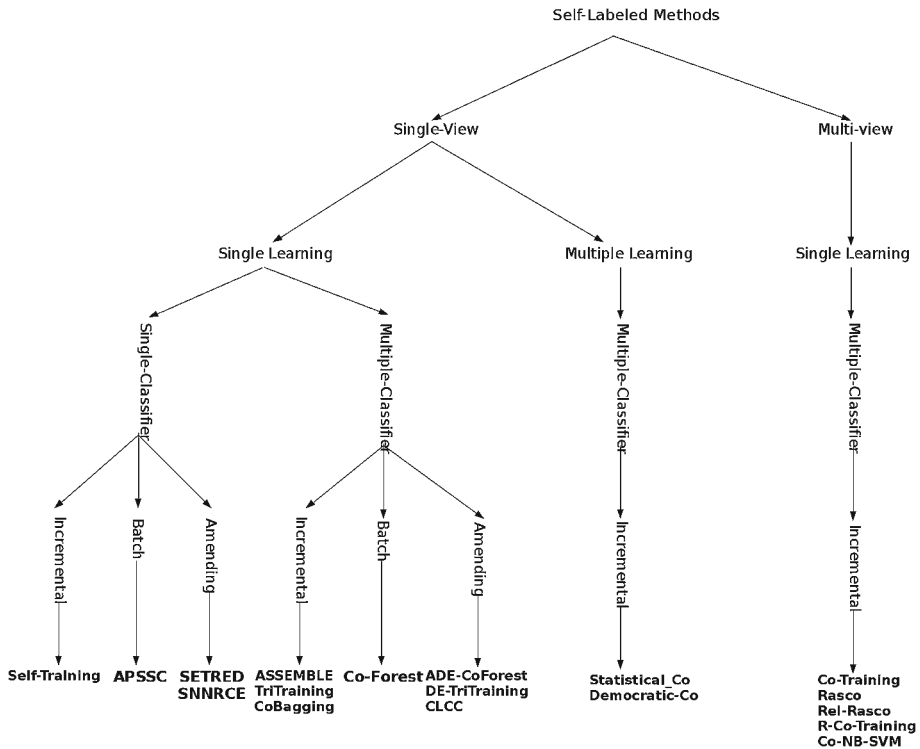 Self-Labeled Methods
Single-View
Multi-view
Single Learning
Multiple Learning
Single Learning
Single-Classifier
Multiple-Classifier
Multiple-Classifier
Multiple-Classifier
Incremental
Batch
Amending
Incremental
Batch
Amending
Incremental
Incremental
Self-Training
APSSC
SETRED
SNNRCE
ASSEMBLE
TriTraining
CoBagging
Co-Forest
ADE-CoForest
DE-TriTraining
CLCC
Statistical_Co
Democratic-Co
Co-Training
Rasco
Rel-Rasco
R-Co-Training
Co-NB-SVM